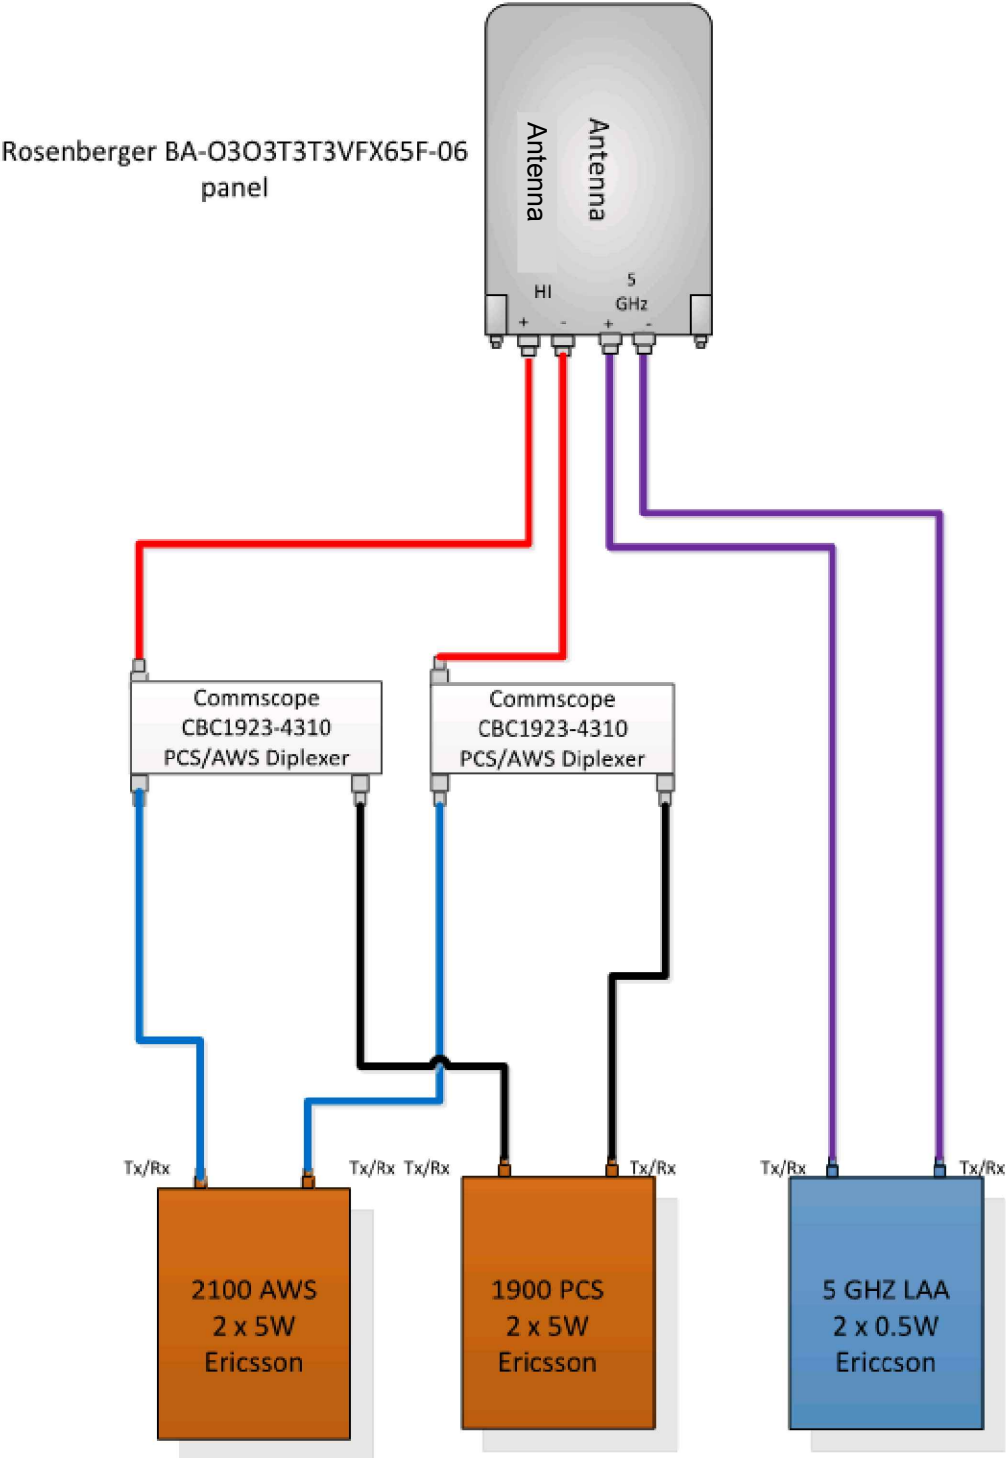 Rosenberger BA-O3O3T3T3VFX65F-06
panel
Antenna
Antenna
HI
5
GHz
+ - + -
Commscope
CBC1923-4310
PCS/AWS Diplexer
Commscope
CBC1923-4310
PCS/AWS Diplexer
Tx/Rx Tx/Rx Tx/Rx Tx/Rx Tx/Rx Tx/Rx
2100 AWS
2 x 5W
Ericsson
1900 PCS
2 x 5W
Ericsson
5 GHZ LAA
2 x 0.5W
Ericcson